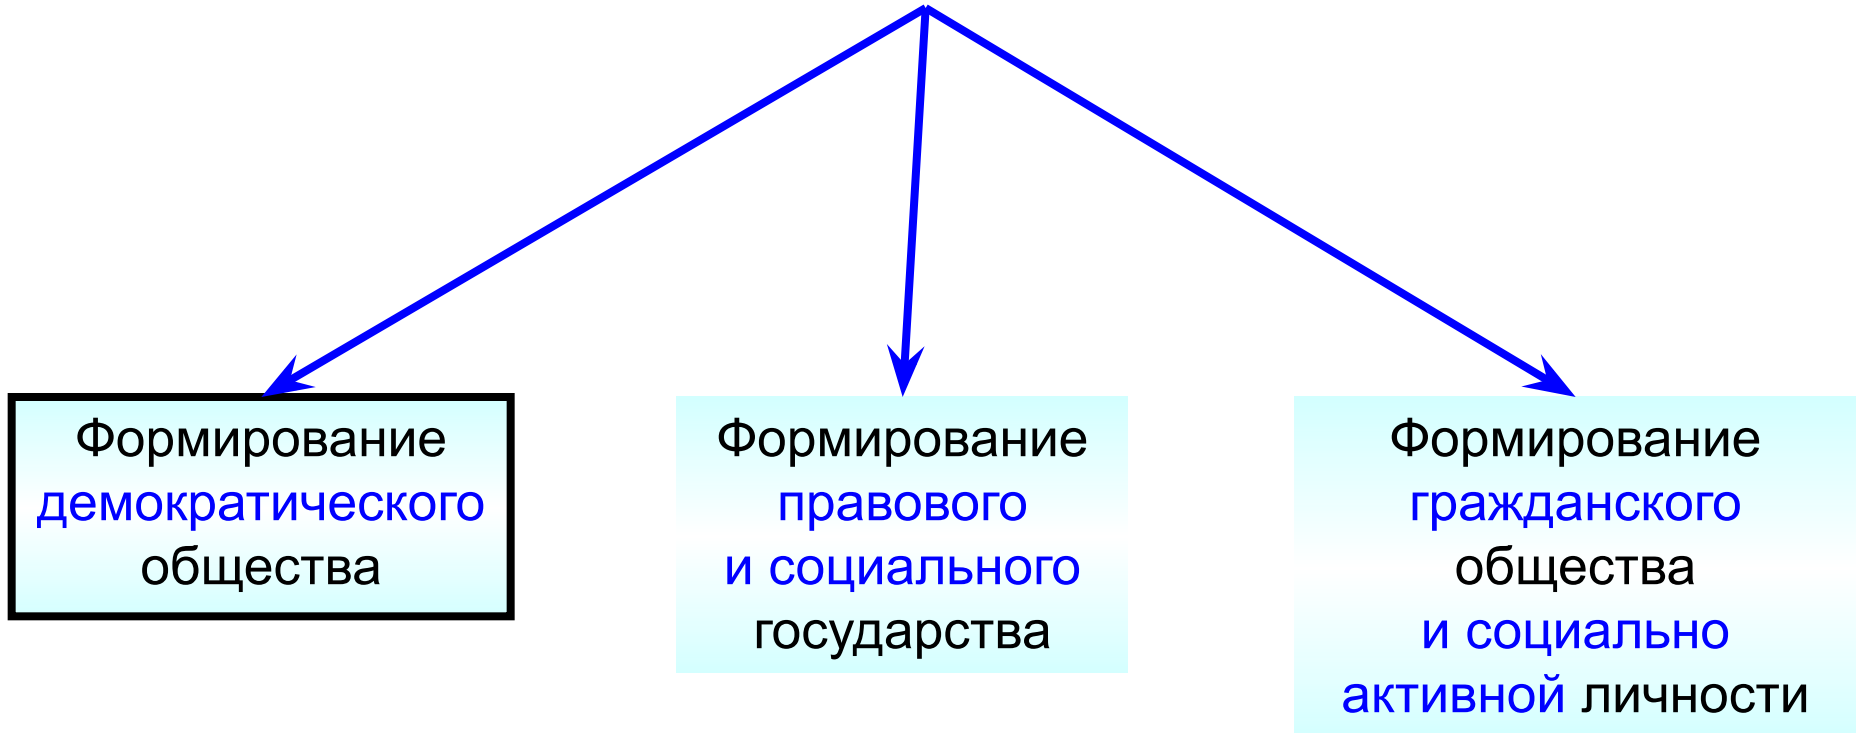 Формирование
демократического
общества
Формирование
правового
и социального
государства
Формирование
гражданского
общества
и социально
активной личности